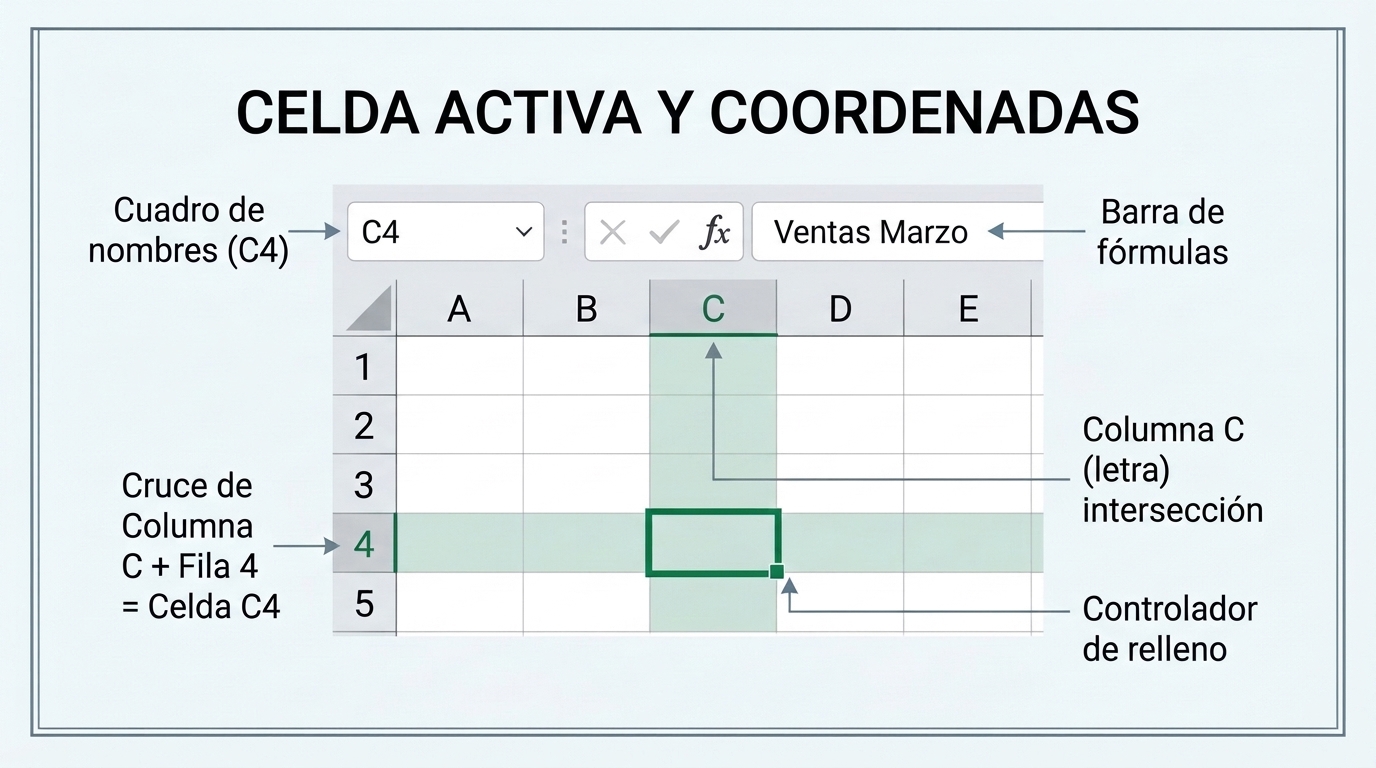 CELDA ACTIVA Y COORDENADAS
Cuadro de
nombres (C4)
C4
fx
Ventas Marzo
Barra de
fórmulas
A B C D E
1
2
3
4
5
Cruce de
Columna
C + Fila 4
= Celda C4
Columna C
(letra)
intersección
Controlador
de relleno